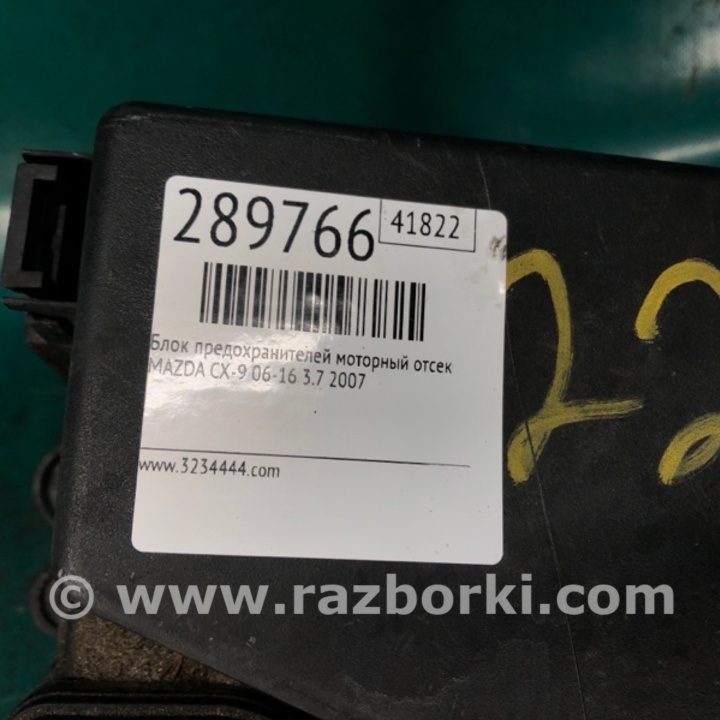 289766
41822
Блок предохранителей моторный отсек
MAZDA CX-9 06-16 3.7 2007
www.3234444.com
22
© www.razborki.com